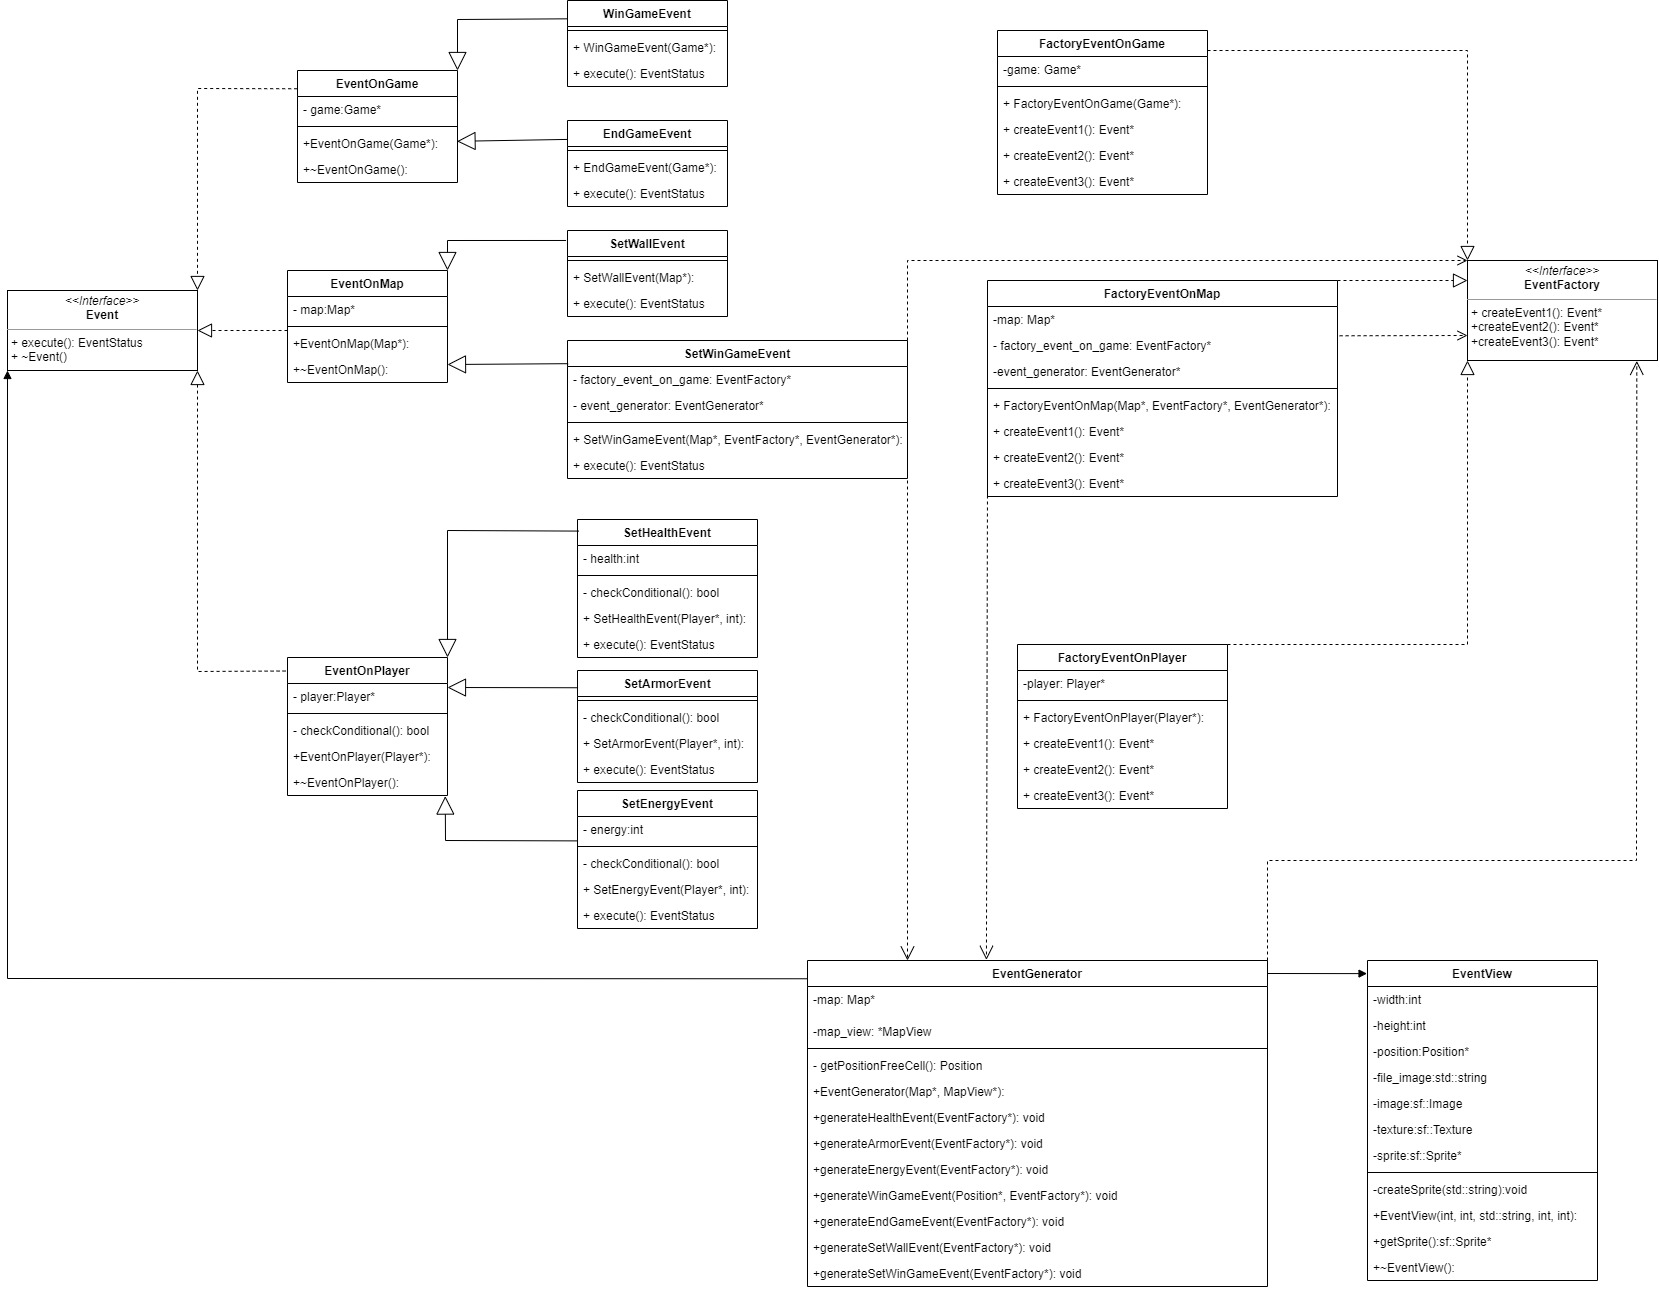 WinGameEvent
+ WinGameEvent(Game*):
+ execute(): EventStatus
FactoryEventOnGame
-game: Game*
+ FactoryEventOnGame(Game*):
+ createEvent1(): Event*
+ createEvent2(): Event*
+ createEvent3(): Event*
EventOnGame
- game:Game*
+EventOnGame(Game*):
+~EventOnGame():
EndGameEvent
+ EndGameEvent(Game*):
+ execute(): EventStatus
SetWallEvent
+ SetWallEvent(Map*):
+ execute(): EventStatus
<<Interface>>
Event
+ execute(): EventStatus
+ ~Event()
EventOnMap
- map:Map*
+EventOnMap(Map*):
+~EventOnMap():
SetWinGameEvent
- factory_event_on_game: EventFactory*
- event_generator: EventGenerator*
+ SetWinGameEvent(Map*, EventFactory*, EventGenerator*):
+ execute(): EventStatus
FactoryEventOnMap
-map: Map*
- factory_event_on_game: EventFactory*
-event_generator: EventGenerator*
+ FactoryEventOnMap(Map*, EventFactory*, EventGenerator*):
+ createEvent1(): Event*
+ createEvent2(): Event*
+ createEvent3(): Event*
<<Interface>>
EventFactory
+ createEvent1(): Event*
+createEvent2(): Event*
+createEvent3(): Event*
SetHealthEvent
- health:int
- checkConditional(): bool
+ SetHealthEvent(Player*, int):
+ execute(): EventStatus
EventOnPlayer
- player:Player*
- checkConditional(): bool
+EventOnPlayer(Player*):
+~EventOnPlayer():
SetArmorEvent
- checkConditional(): bool
+ SetArmorEvent(Player*, int):
+ execute(): EventStatus
SetEnergyEvent
- energy:int
- checkConditional(): bool
+ SetEnergyEvent(Player*, int):
+ execute(): EventStatus
FactoryEventOnPlayer
-player: Player*
+ FactoryEventOnPlayer(Player*):
+ createEvent1(): Event*
+ createEvent2(): Event*
+ createEvent3(): Event*
EventGenerator
-map: Map*
-map_view: *MapView
- getPositionFreeCell(): Position
+EventGenerator(Map*, MapView*):
+generateHealthEvent(EventFactory*): void
+generateArmorEvent(EventFactory*): void
+generateEnergyEvent(EventFactory*): void
+generateWinGameEvent(Position*, EventFactory*): void
+generateEndGameEvent(EventFactory*): void
+generateSetWallEvent(EventFactory*): void
+generateSetWinGameEvent(EventFactory*): void
EventView
-width:int
-height:int
-position:Position*
-file_image:std::string
-image:sf::Image
-texture:sf::Texture
-sprite:sf::Sprite*
-createSprite(std::string):void
+EventView(int, int, std::string, int, int):
+getSprite():sf::Sprite*
+~EventView():